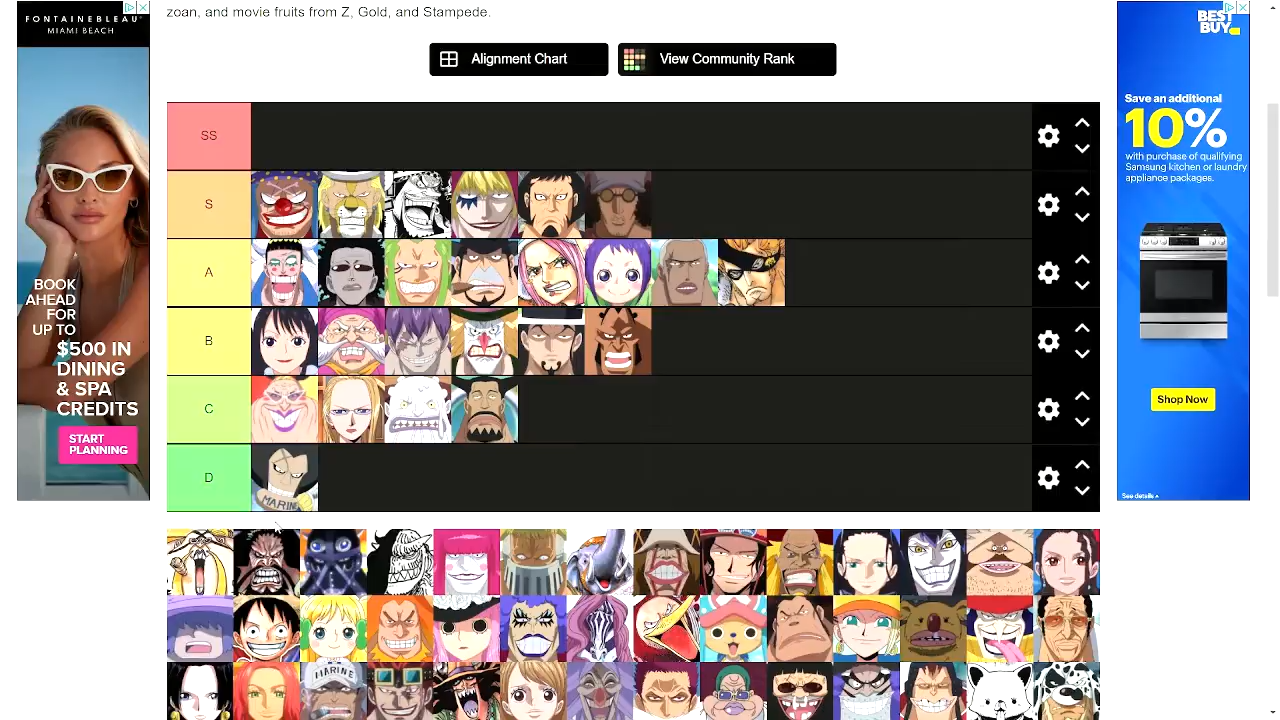 zoan, and movie fruits from Z, Gold, and Stampede.
Alignment Chart
View Community Rank
SS
S
A
B
C
D
MARIN
MARINE
FONTAINEBLEAU
MIAMI BEACH
BOOK
AHEAD
FOR
UP TO
$500 IN
DINING
& SPA
CREDITS
START
PLANNING
BEST
BUY
Save an additional
10%
with purchase of qualifying
Samsung kitchen or laundry
appliance packages.
Shop Now
See details